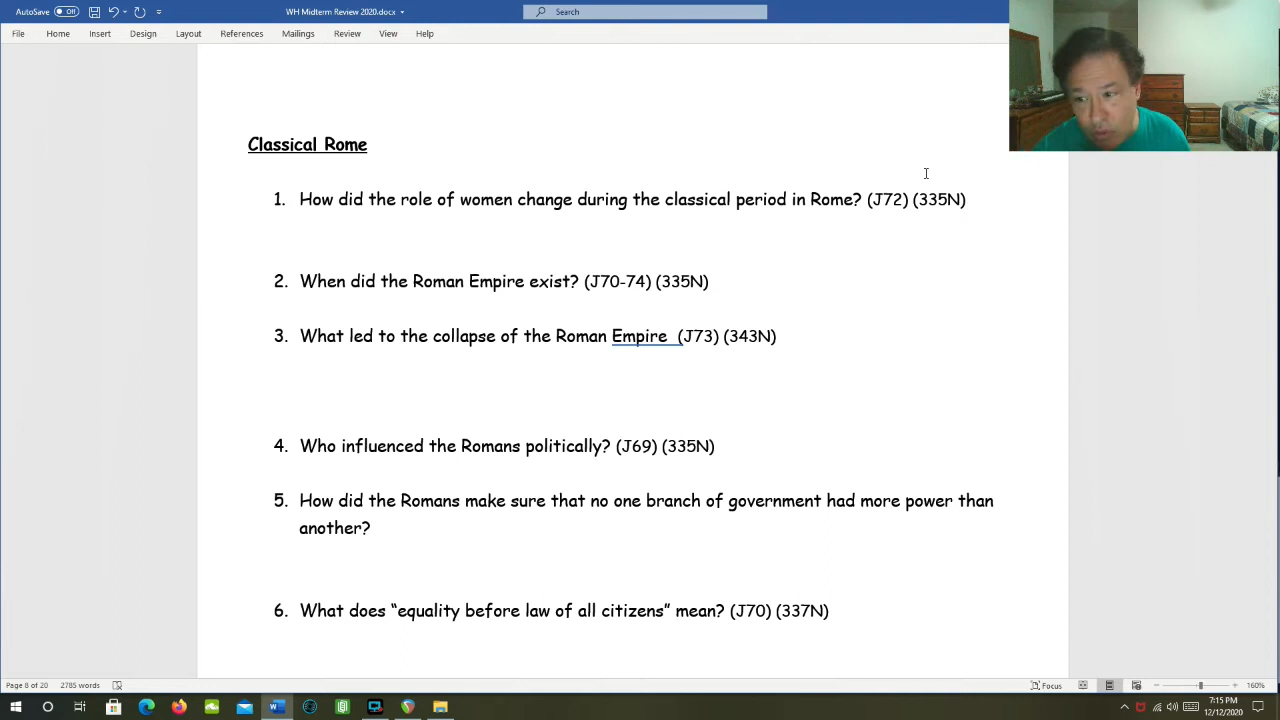 AutoSave Off
WH Midterm Review 2020.docx
Search
File Home Insert Design Layout References Mailings Review View Help
Classical Rome
1. How did the role of women change during the classical period in Rome? (J72) (335N)
2. When did the Roman Empire exist? (J70-74) (335N)
3. What led to the collapse of the Roman Empire (J73) (343N)
4. Who influenced the Romans politically? (J69) (335N)
5. How did the Romans make sure that no one branch of government had more power than
another?
6. What does “equality before law of all citizens” mean? (J70) (337N)
Page 8 of 20 2785 words
Focus
160%
7:15 PM
12/12/2020